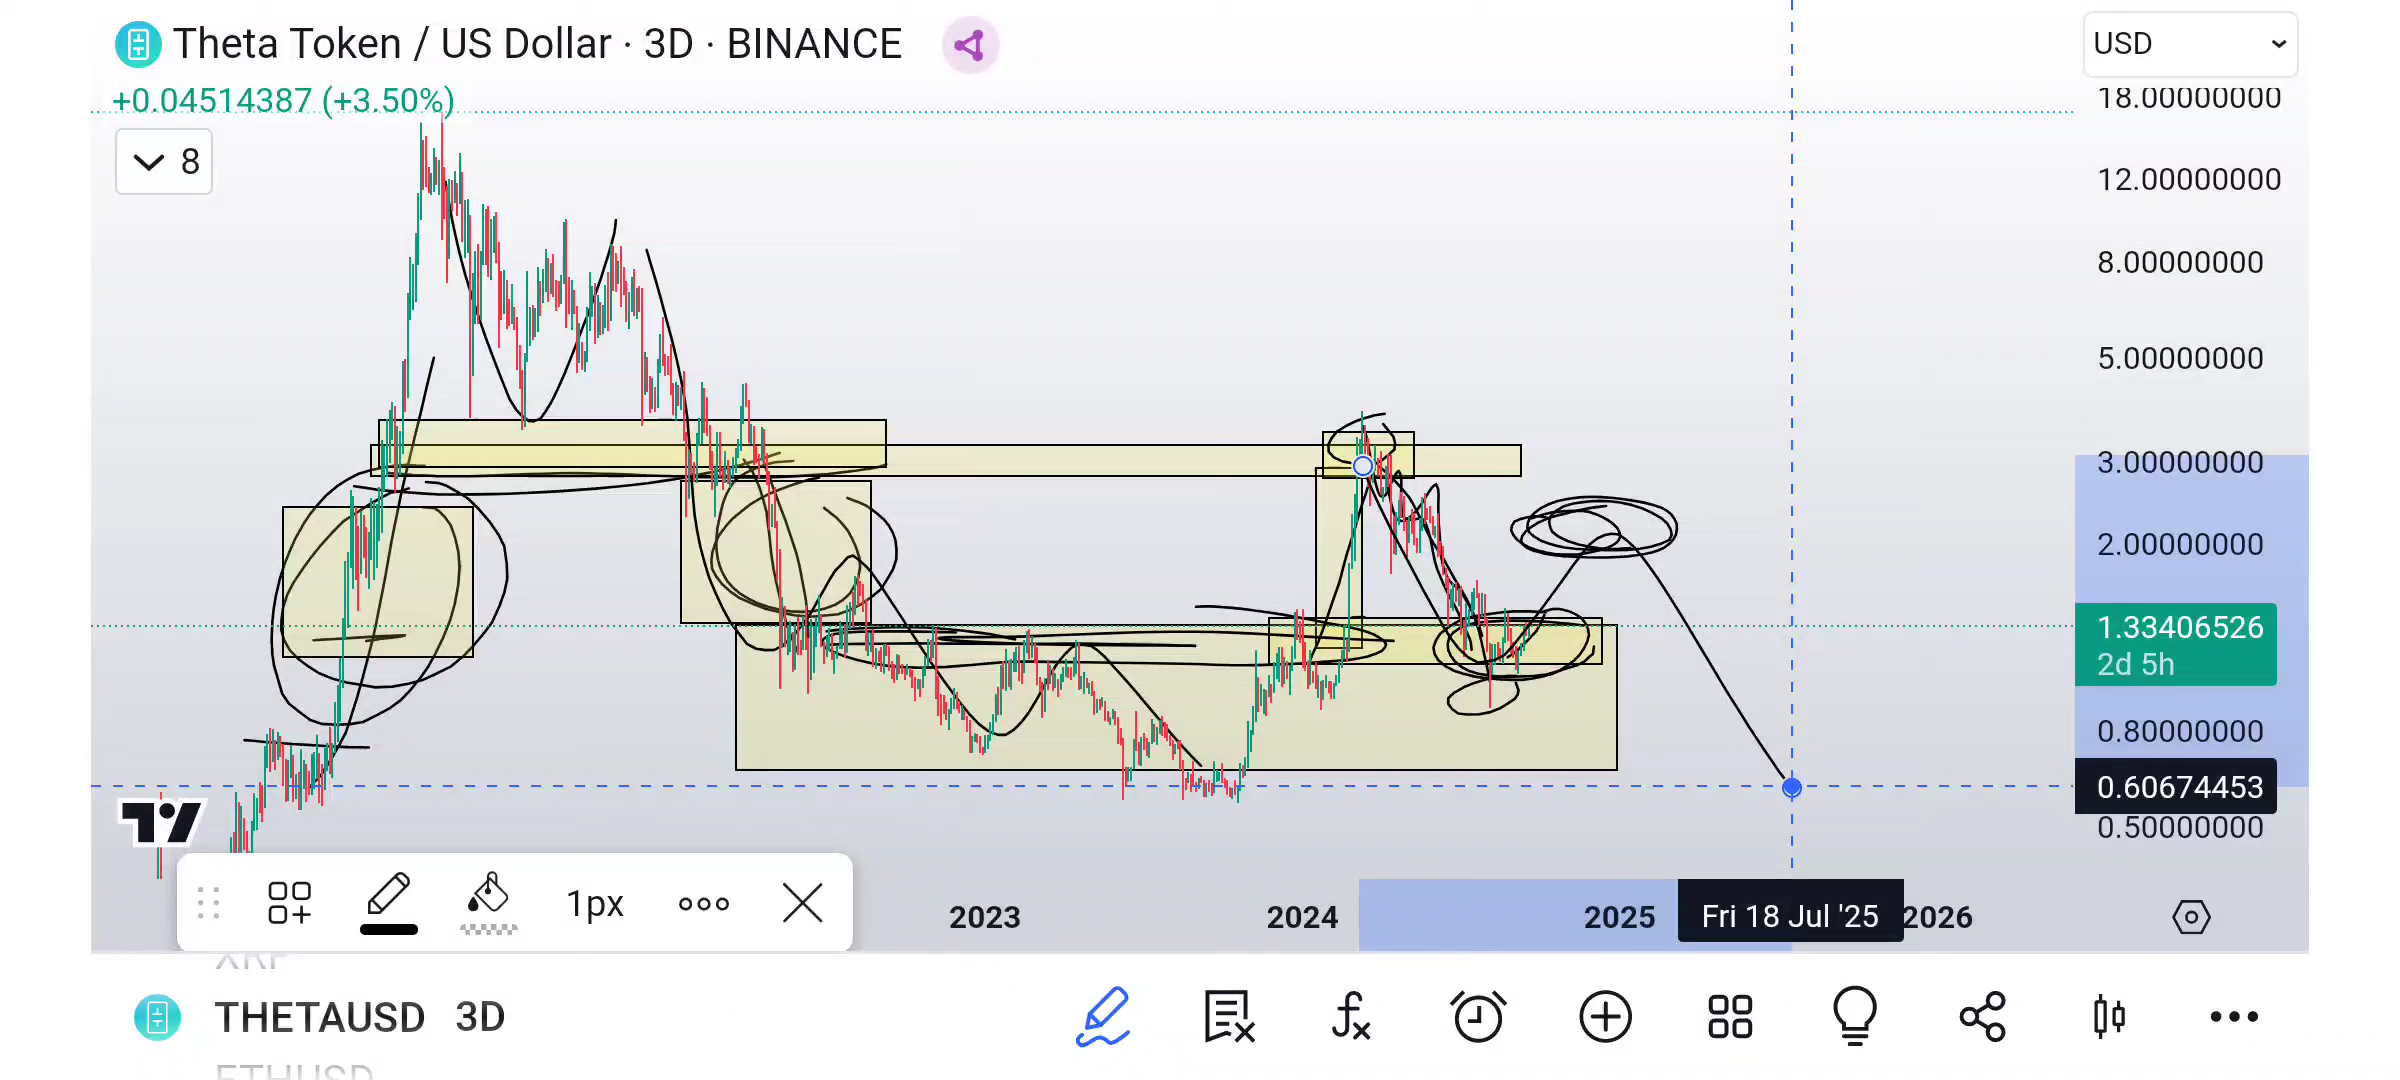 Theta Token / US Dollar · 3D · BINANCE
USD
+0.04514387 (+3.50%)
18.00000000
8
12.00000000
8.00000000
5.00000000
3.00000000
2.00000000
1.33406526
2d 5h
0.80000000
0.60674453
0.50000000
1px
2023
2024
2025
Fri 18 Jul '25
2026
XRP
THETAUSD 3D
ETHUSD